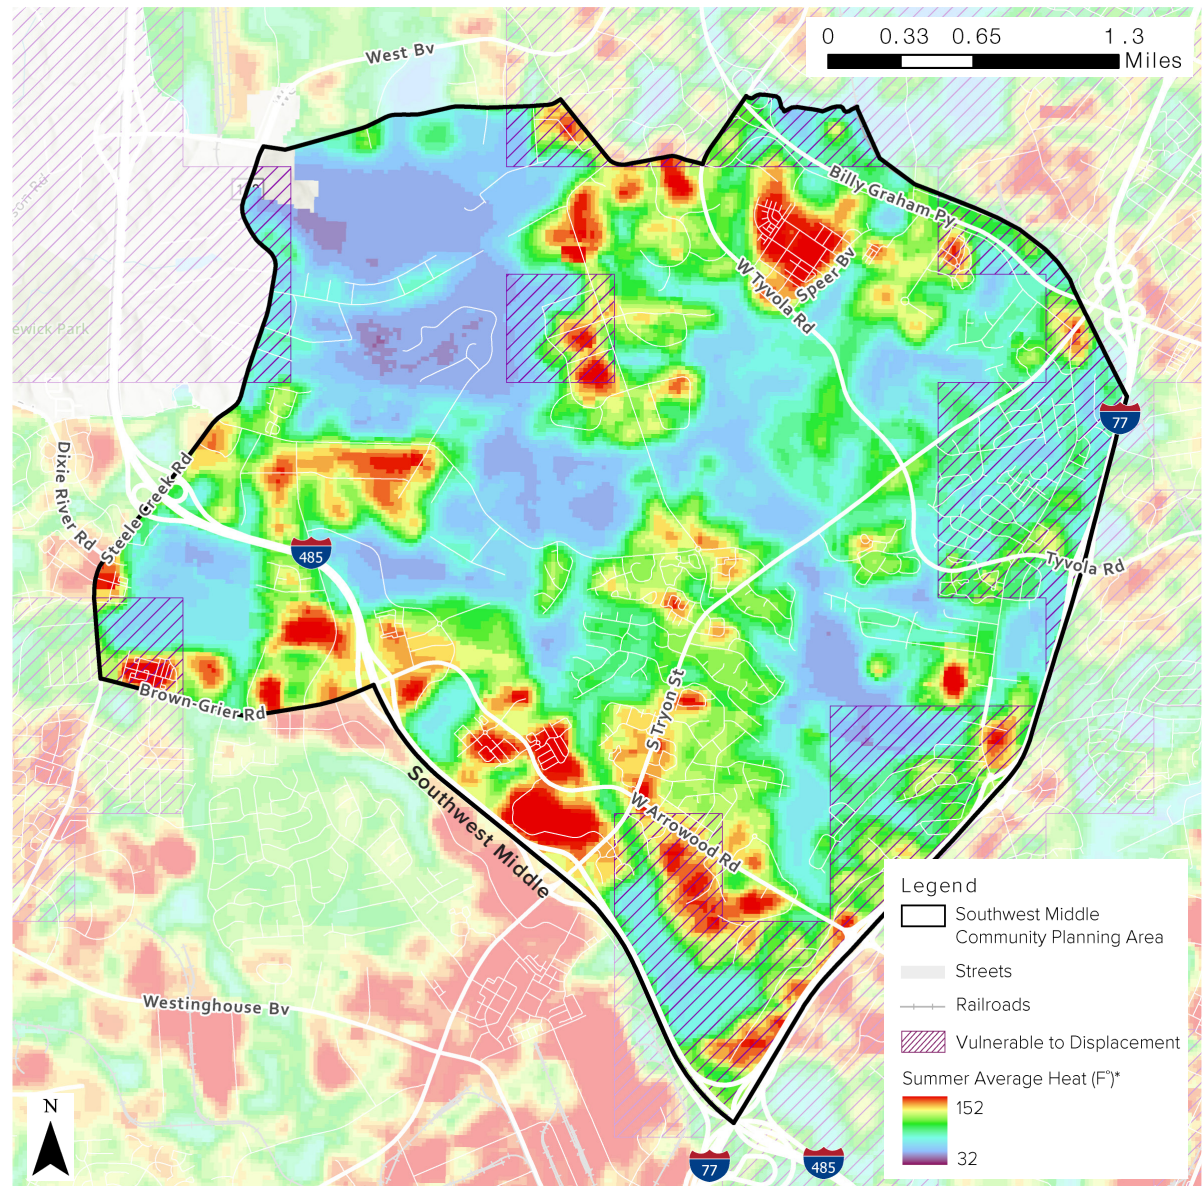 0 0.33 0.65 1.3
Miles
West Bv
Billy Graham Py
Speer Bv
W Tyvola Rd
ewick Park
77
Dixie River Rd
Steele Creek Rd
485
Tyvola Rd
Brown-Grier Rd
S Tryon St
Southwest Middle
W Arrowood Rd
Westinghouse Bv
N
77
485
Legend
Southwest Middle
Community Planning Area
Streets
Railroads
Vulnerable to Displacement
Summer Average Heat (F°)*
152
32